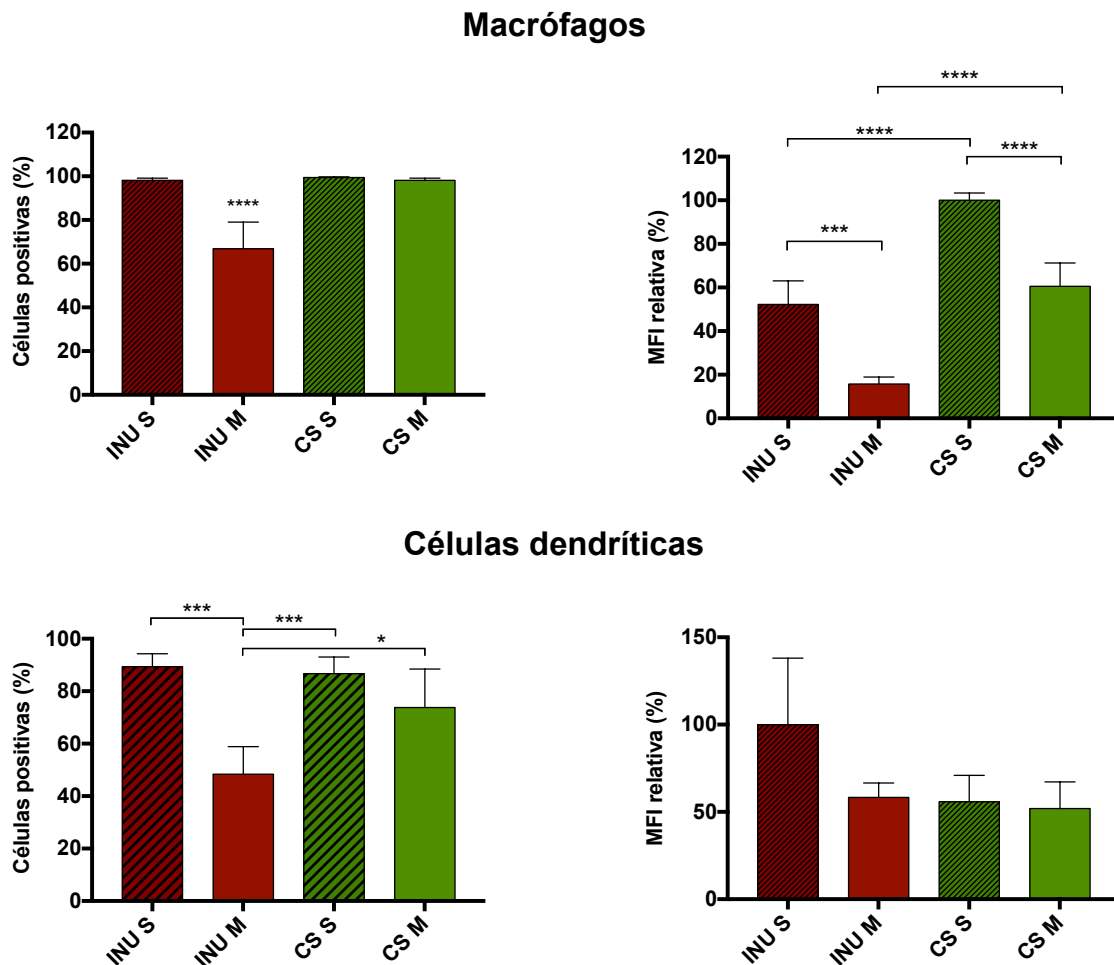 Macrófagos
Células positivas (%)
120
100
80
60
40
20
0
****
INU S
INU M
CS S
CS M
MFI relativa (%)
120
100
80
60
40
20
0
****
****
****
***
INU S
INU M
CS S
CS M
Células dendríticas
Células positivas (%)
100
80
60
40
20
0
***
***
*
INU S
INU M
CS S
CS M
MFI relativa (%)
150
100
50
0
INU S
INU M
CS S
CS M